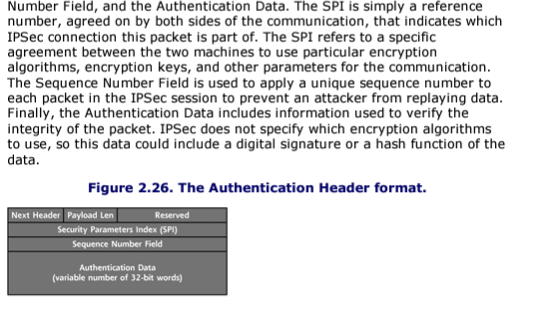 Number Field, and the Authentication Data. The SPI is simply a reference
number, agreed on by both sides of the communication, that indicates which
IPSec connection this packet is part of. The SPI refers to a specific
agreement between the two machines to use particular encryption
algorithms, encryption keys, and other parameters for the communication.
The Sequence Number Field is used to apply a unique sequence number to
each packet in the IPSec session to prevent an attacker from replaying data.
Finally, the Authentication Data includes information used to verify the
integrity of the packet. IPSec does not specify which encryption algorithms
to use, so this data could include a digital signature or a hash function of the
data.
Figure 2.26. The Authentication Header format.
Next Header Payload Len Reserved
Security Parameters Index (SPI)
Sequence Number Field
Authentication Data
(variable number of 32-bit words)